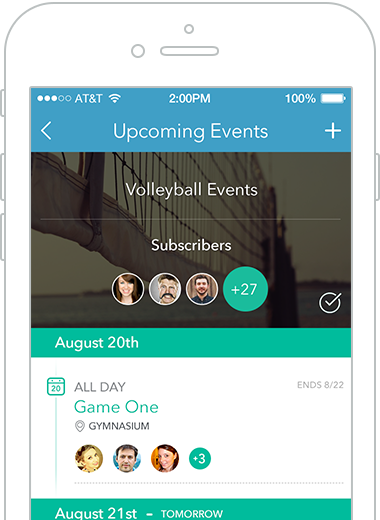 AT&T 2:00PM 100%
Upcoming Events
Volleyball Events
Subscribers
+27
August 20th
20 ALL DAY ENDS 8/22
Game One
GYMNASIUM
+3
August 21st - TOMORROW